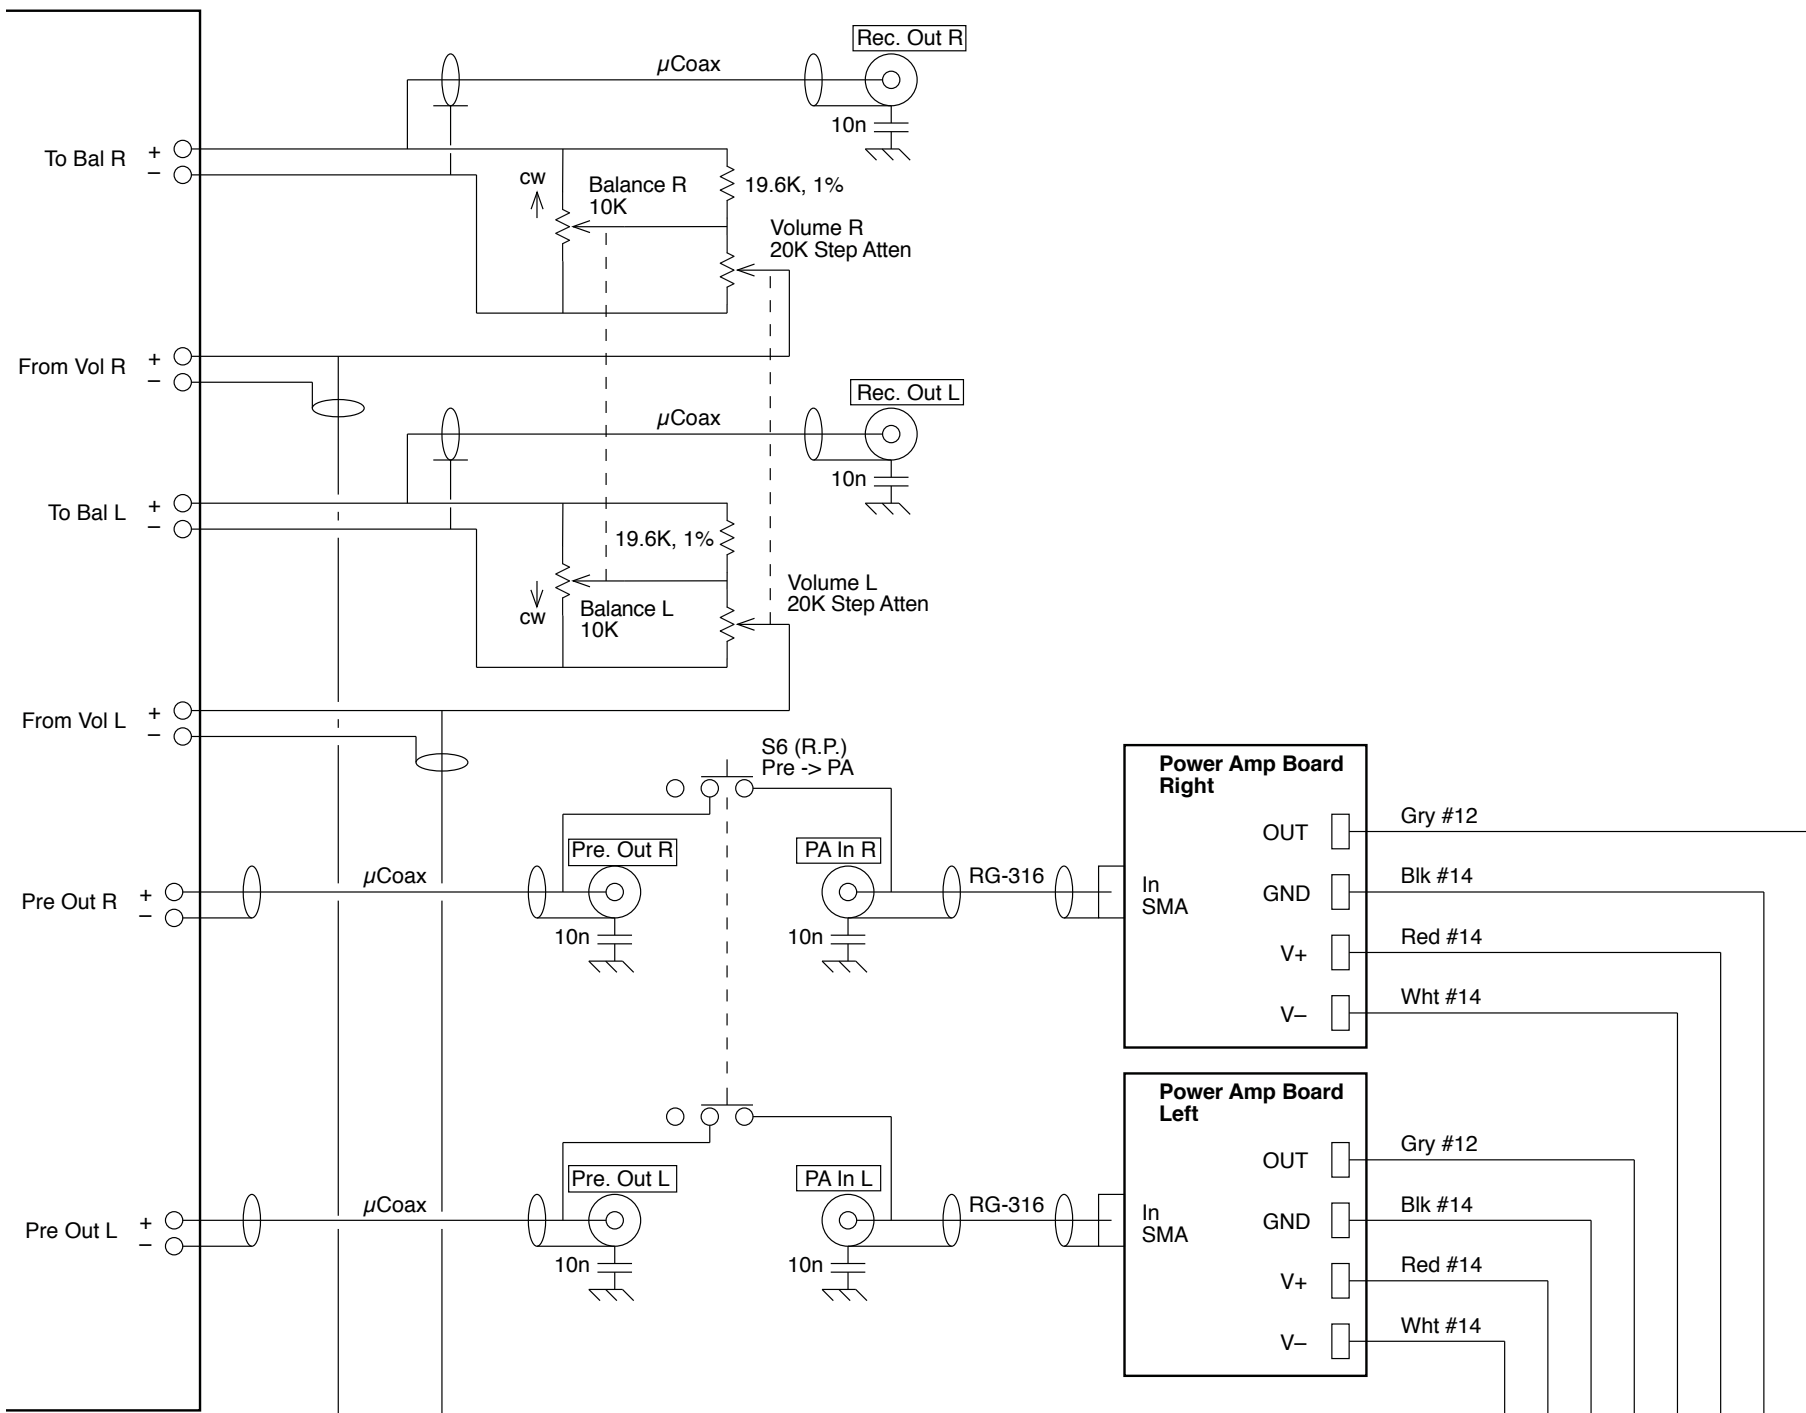 Rec. Out R
µCoax
10n
To Bal R
+
–
cw
Balance R
10K
19.6K, 1%
Volume R
20K Step Atten
From Vol R
+
–
Rec. Out L
µCoax
10n
To Bal L
+
–
19.6K, 1%
cw
Balance L
10K
Volume L
20K Step Atten
From Vol L
+
–
S6 (R.P.)
Pre -> PA
Pre Out R
+
–
µCoax
Pre. Out R
10n
PA In R
10n
RG-316
Power Amp Board
Right
In
SMA
OUT
GND
V+
V–
Gry #12
Blk #14
Red #14
Wht #14
Pre Out L
+
–
µCoax
Pre. Out L
10n
PA In L
10n
RG-316
Power Amp Board
Left
In
SMA
OUT
GND
V+
V–
Gry #12
Blk #14
Red #14
Wht #14